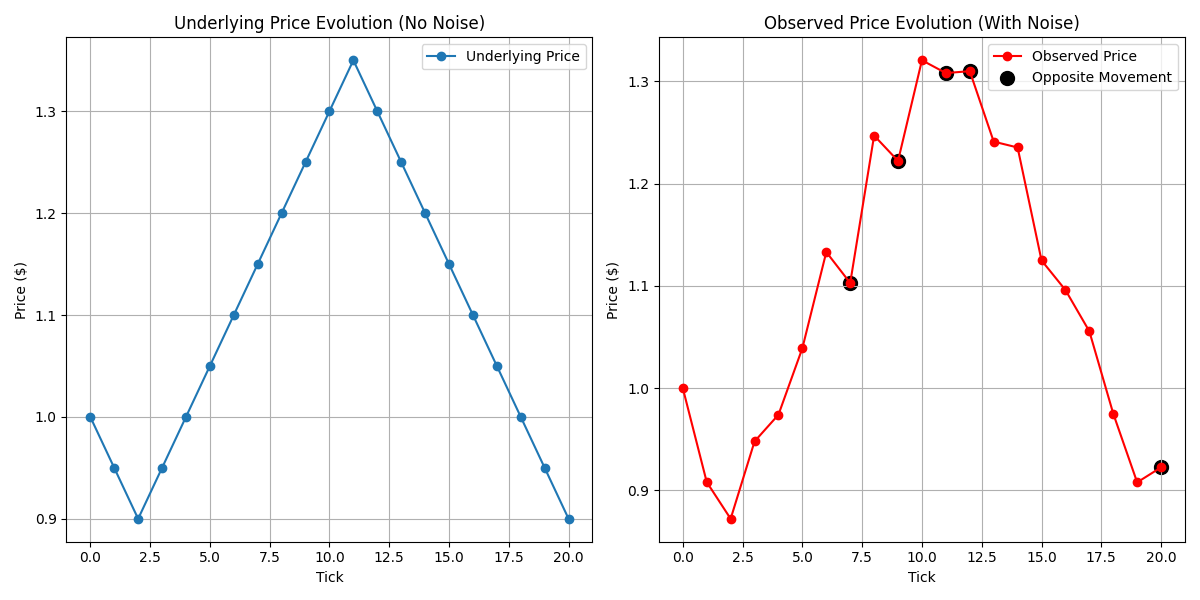 Underlying Price Evolution (No Noise)
Underlying Price
Price ($)
1.3
1.2
1.1
1.0
0.9
0.0 2.5 5.0 7.5 10.0 12.5 15.0 17.5 20.0
Tick
Observed Price Evolution (With Noise)
Observed Price
Opposite Movement
Price ($)
1.3
1.2
1.1
1.0
0.9
0.0 2.5 5.0 7.5 10.0 12.5 15.0 17.5 20.0
Tick